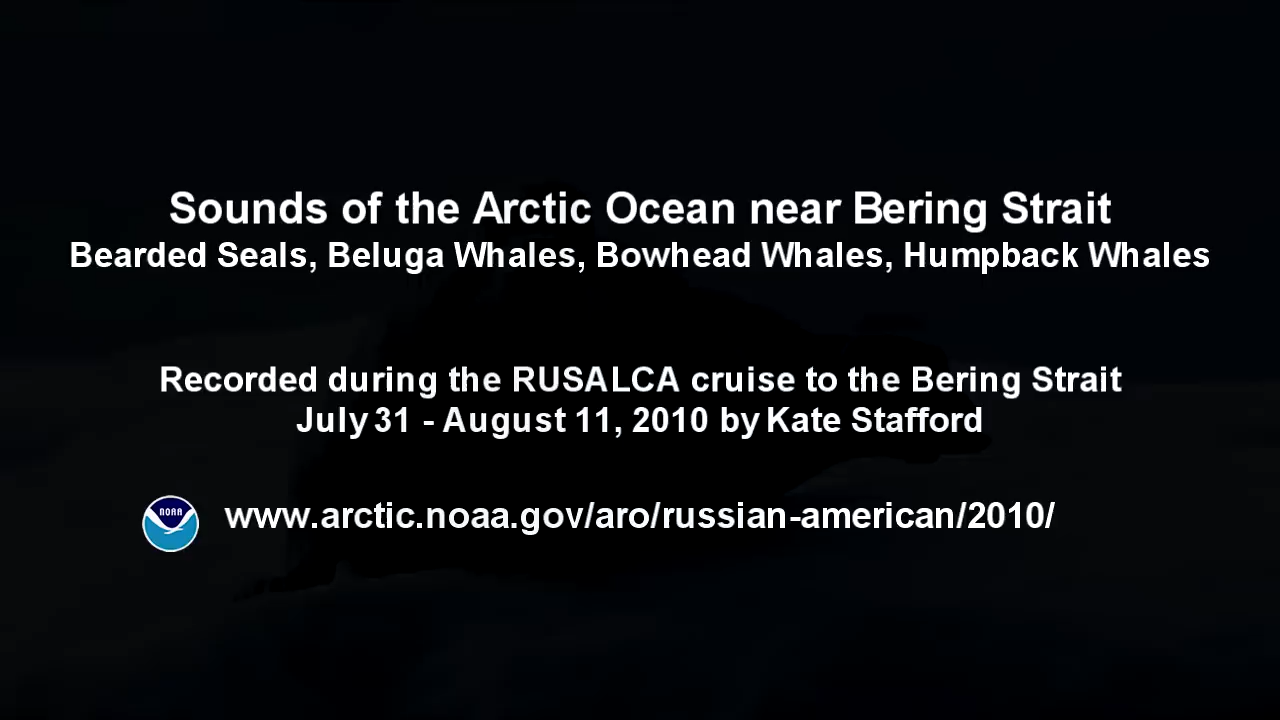 Sounds of the Arctic Ocean near Bering Strait
Bearded Seals, Beluga Whales, Bowhead Whales, Humpback Whales
Recorded during the RUSALCA cruise to the Bering Strait
July 31 - August 11, 2010 by Kate Stafford
NOAA
www.arctic.noaa.gov/aro/russian-american/2010/